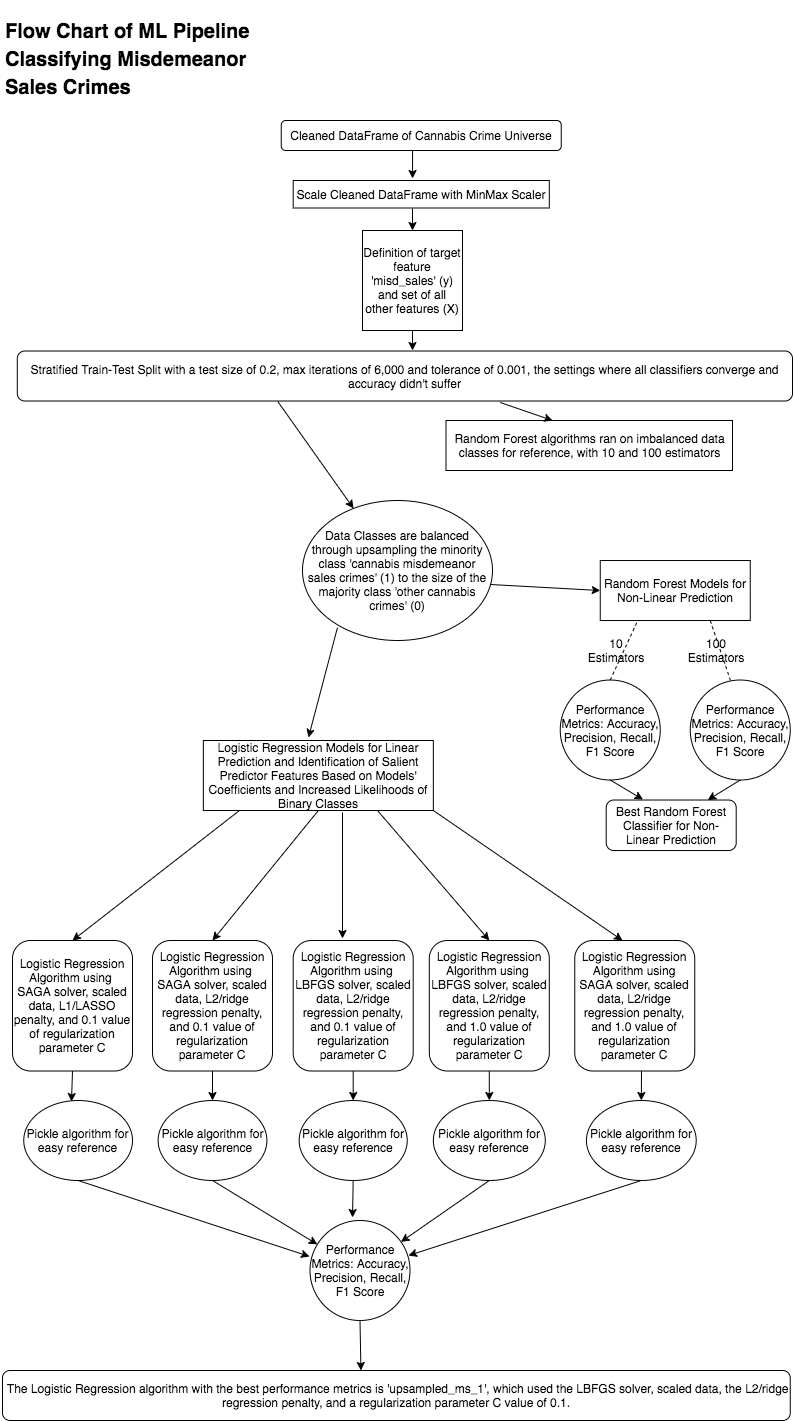 Flow Chart of ML Pipeline
Classifying Misdemeanor
Sales Crimes
Cleaned DataFrame of Cannabis Crime Universe
Scale Cleaned DataFrame with MinMax Scaler
Definition of target
feature
'misd_sales' (y)
and set of all
other features (X)
Stratified Train-Test Split with a test size of 0.2, max iterations of 6,000 and tolerance of 0.001, the settings where all classifiers converge and
accuracy didn't suffer
Random Forest algorithms ran on imbalanced data
classes for reference, with 10 and 100 estimators
Data Classes are balanced
through upsampling the minority
class 'cannabis misdemeanor
sales crimes' (1) to the size of the
majority class 'other cannabis
crimes' (0)
Random Forest Models for
Non-Linear Prediction
10
Estimators
100
Estimators
Performance
Metrics: Accuracy,
Precision, Recall,
F1 Score
Performance
Metrics: Accuracy,
Precision, Recall,
F1 Score
Best Random Forest
Classifier for Non-
Linear Prediction
Logistic Regression Models for Linear
Prediction and Identification of Salient
Predictor Features Based on Models'
Coefficients and Increased Likelihoods of
Binary Classes
Logistic Regression
Algorithm using
SAGA solver, scaled
data, L1/LASSO
penalty, and 0.1 value
of regularization
parameter C
Logistic Regression
Algorithm using
SAGA solver, scaled
data, L2/ridge
regression penalty,
and 0.1 value of
regularization
parameter C
Logistic Regression
Algorithm using
LBFGS solver, scaled
data, L2/ridge
regression penalty,
and 0.1 value of
regularization
parameter C
Logistic Regression
Algorithm using
LBFGS solver, scaled
data, L2/ridge
regression penalty,
and 1.0 value of
regularization
parameter C
Logistic Regression
Algorithm using
SAGA solver, scaled
data, L2/ridge
regression penalty,
and 1.0 value of
regularization
parameter C
Pickle algorithm for
easy reference
Pickle algorithm for
easy reference
Pickle algorithm for
easy reference
Pickle algorithm for
easy reference
Pickle algorithm for
easy reference
Performance
Metrics: Accuracy,
Precision, Recall,
F1 Score
The Logistic Regression algorithm with the best performance metrics is 'upsampled_ms_1', which used the LBFGS solver, scaled data, the L2/ridge
regression penalty, and a regularization parameter C value of 0.1.